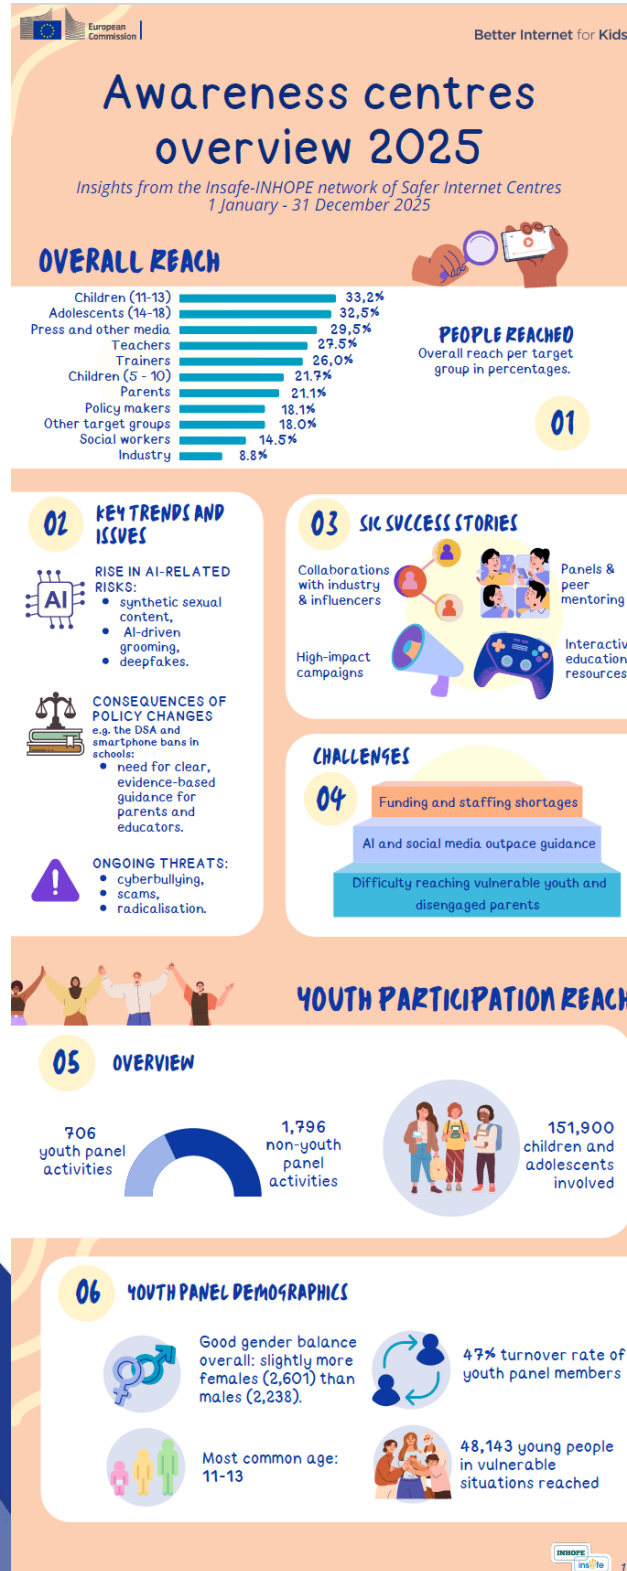 European
Commission
Better Internet for Kids
Awareness centres
overview 2025
Insights from the Insafe-INHOPE network of Safer Internet Centres
1 January - 31 December 2025
OVERALL REACH
Children (11-13) 33,2%
Adolescents (14-18) 32,5%
Press and other media 29,5%
Teachers 27.5%
Trainers 26,0%
Children (5 - 10) 21.7%
Parents 21.1%
Policy makers 18.1%
Other target groups 18.0%
Social workers 14.5%
Industry 8.8%
PEOPLE REACHED
Overall reach per target
group in percentages.
01
02
KEY TRENDS AND
ISSUES
AI
RISE IN AI-RELATED
RISKS:
• synthetic sexual
content,
• AI-driven
grooming,
• deepfakes.
CONSEQUENCES OF
POLICY CHANGES
e.g. the DSA and
smartphone bans in
schools:
• need for clear,
evidence-based
guidance for
parents and
educators.
!
ONGOING THREATS:
• cyberbullying,
• scams,
• radicalisation.
03
SIC SUCCESS STORIES
Collaborations
with industry
& influencers
Panels &
peer
mentoring
High-impact
campaigns
Interactiv
education
resources
CHALLENGES
04
Funding and staffing shortages
AI and social media outpace guidance
Difficulty reaching vulnerable youth and
disengaged parents
YOUTH PARTICIPATION REACH
05
OVERVIEW
706
youth panel
activities
1,796
non-youth
panel
activities
151,900
children and
adolescents
involved
06
YOUTH PANEL DEMOGRAPHICS
Good gender balance
overall: slightly more
females (2,601) than
males (2,238).
47% turnover rate of
youth panel members
Most common age:
11-13
48,143 young people
in vulnerable
situations reached
INHOPE
insafe
1